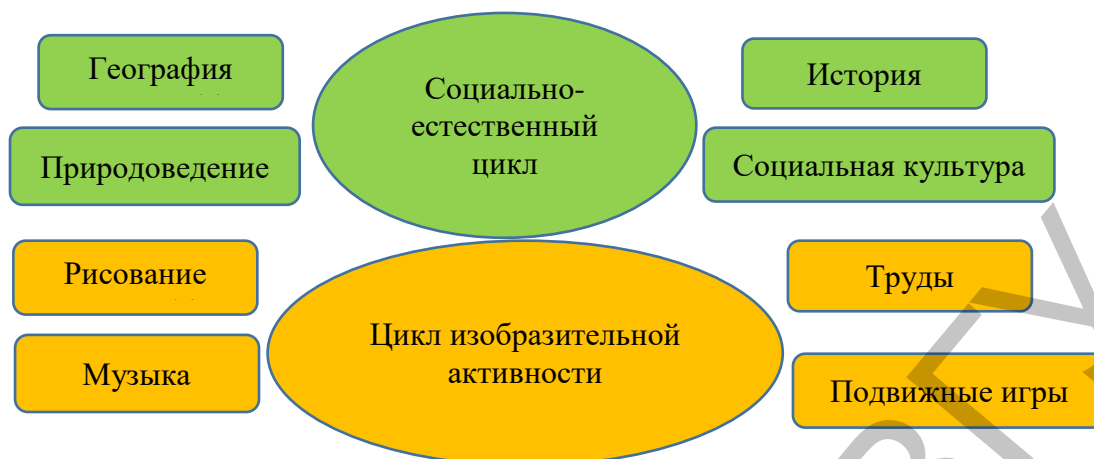 География
Социально-
естественный
цикл
История
Природоведение
Социальная культура
Рисование
Цикл изобразительной
активности
Труды
Музыка
Подвижные игры